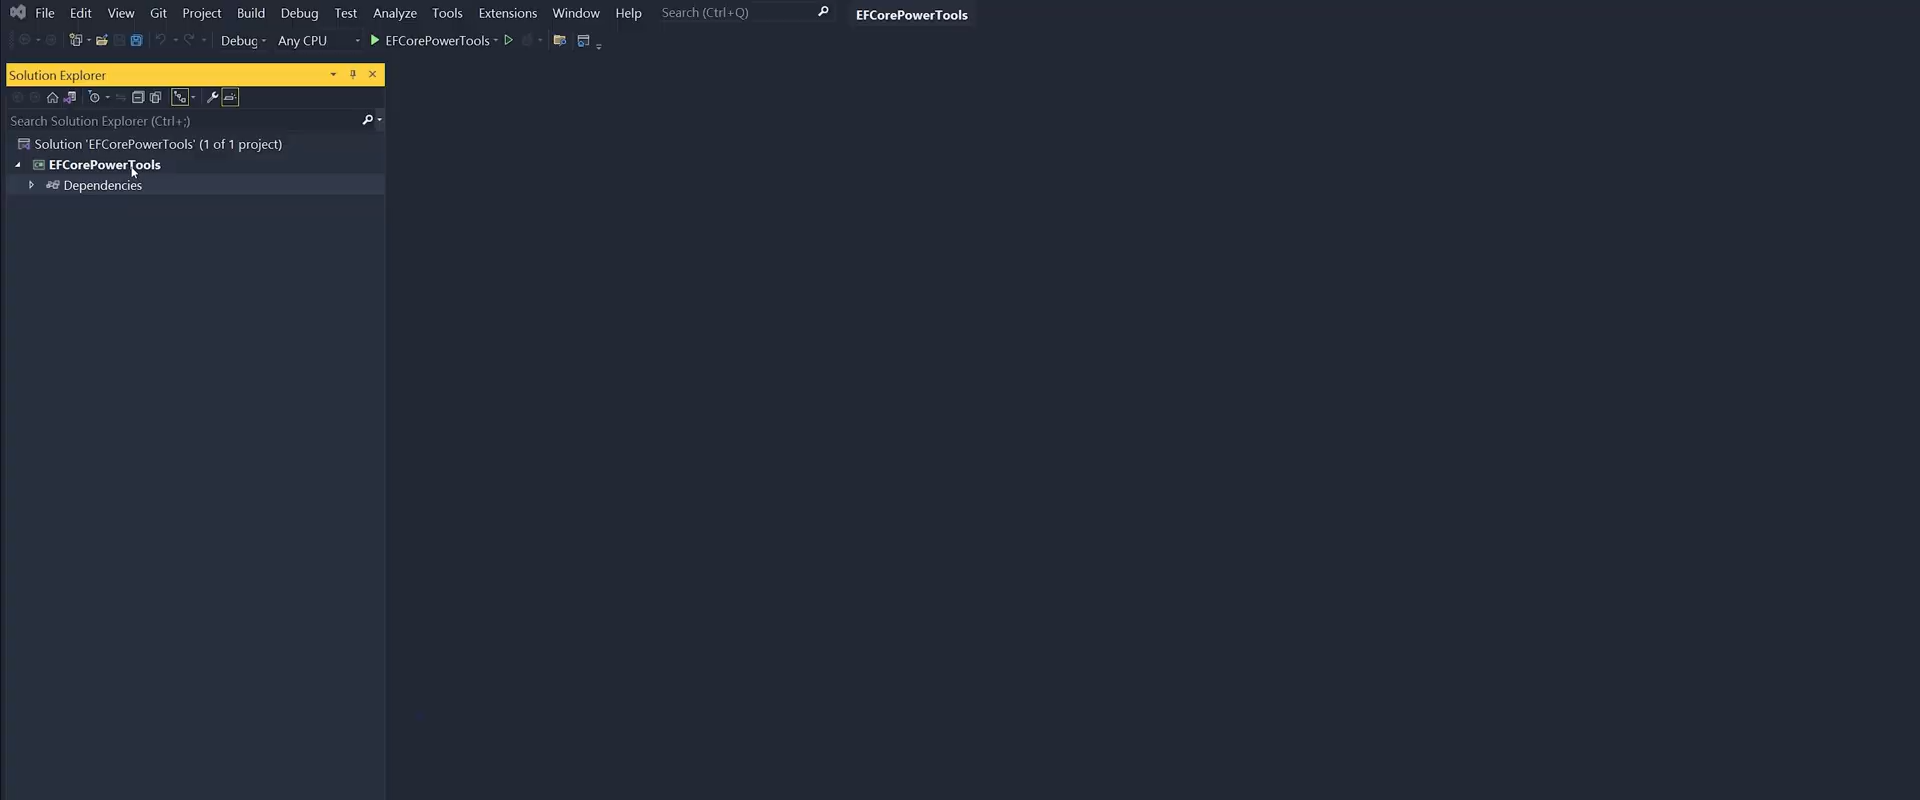 File Edit View Git Project Build Debug Test Analyze Tools Extensions Window Help Search (Ctrl+Q) EFCorePowerTools
Debug Any CPU EFCorePowerTools
Solution Explorer
Search Solution Explorer (Ctrl+;)
Solution 'EFCorePowerTools' (1 of 1 project)
EFCorePowerTools
Dependencies